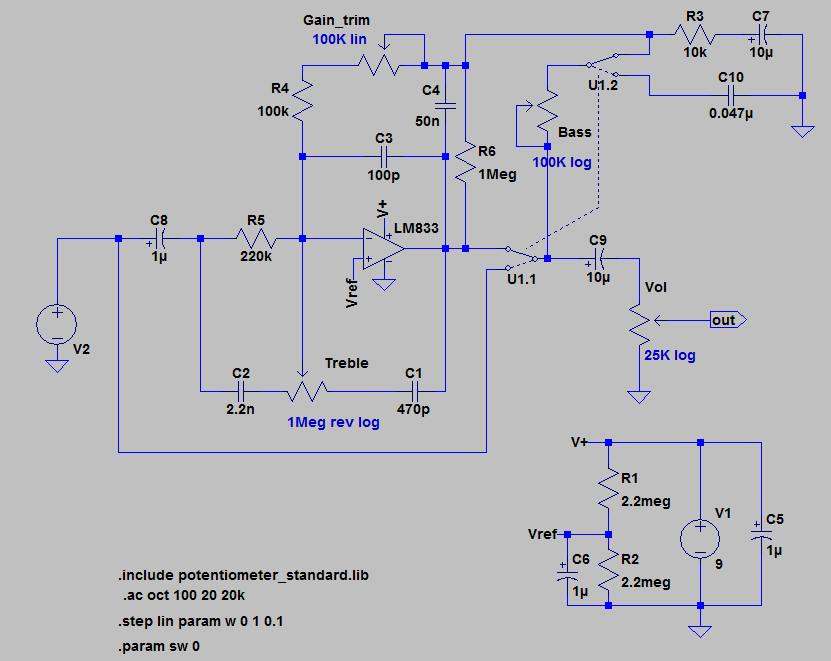 Gain_trim
100K lin
R4
100k
C4
50n
C3
100p
R6
1Meg
R3
10k
C7
+
10µ
U1.2
C10
0.047µ
Bass
100K log
C8
+
1µ
R5
220k
V+
LM833
Vref
U1.1
C9
+
10µ
Vol
out
25K log
V2
C2
2.2n
Treble
1Meg rev log
C1
470p
V+
R1
2.2meg
Vref
C6
+
1µ
R2
2.2meg
V1
9
C5
+
1µ
.include potentiometer_standard.lib
.ac oct 100 20 20k
.step lin param w 0 1 0.1
.param sw 0